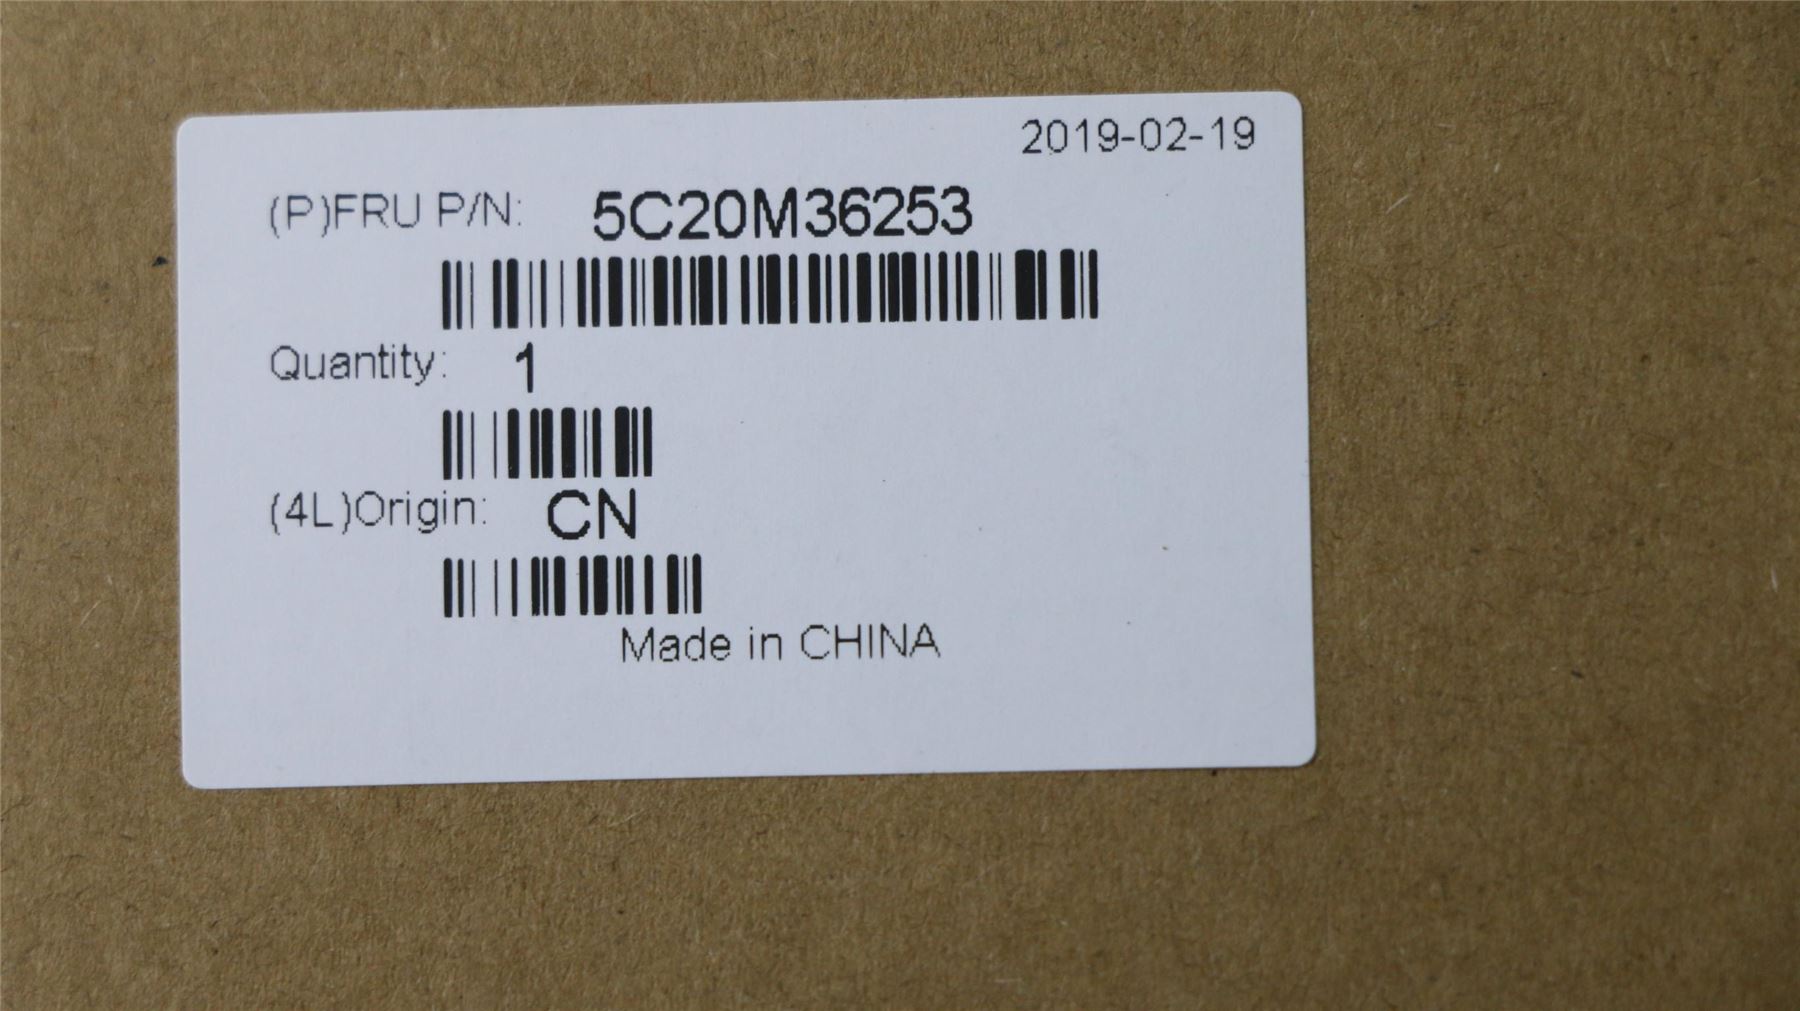 2019-02-19
(P)FRU P/N: 5C20M36253
Quantity: 1
(4L)Origin: CN
Made in CHINA